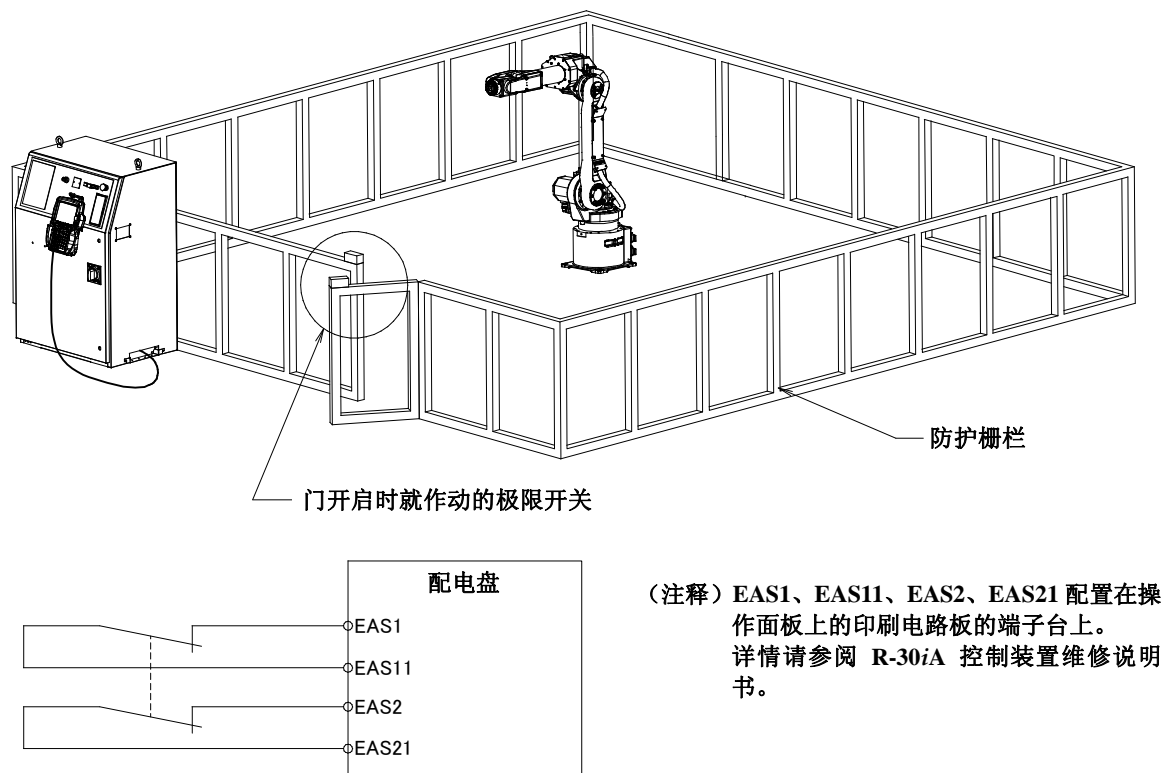 防护栅栏
门开启时就作动的极限开关
配电盘
EAS1
EAS11
EAS2
EAS21
（注释）EAS1、EAS11、EAS2、EAS21 配置在操
作面板上的印刷电路板的端子台上。
详情请参阅 R-30iA 控制装置维修说明
书。